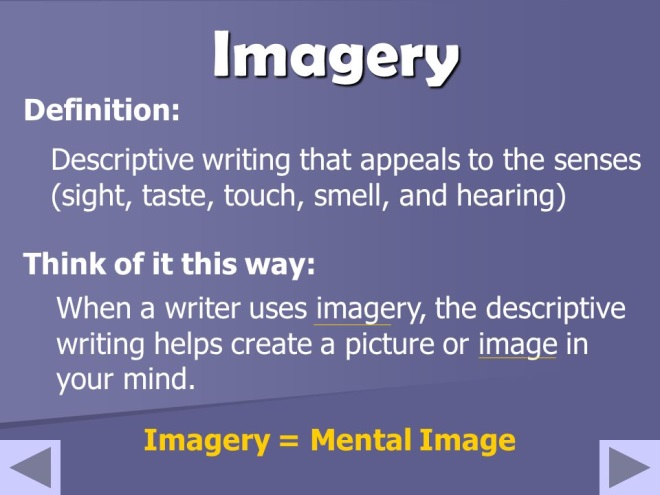 Imagery
Definition:
Descriptive writing that appeals to the senses
(sight, taste, touch, smell, and hearing)
Think of it this way:
When a writer uses imagery, the descriptive
writing helps create a picture or image in
your mind.
Imagery = Mental Image